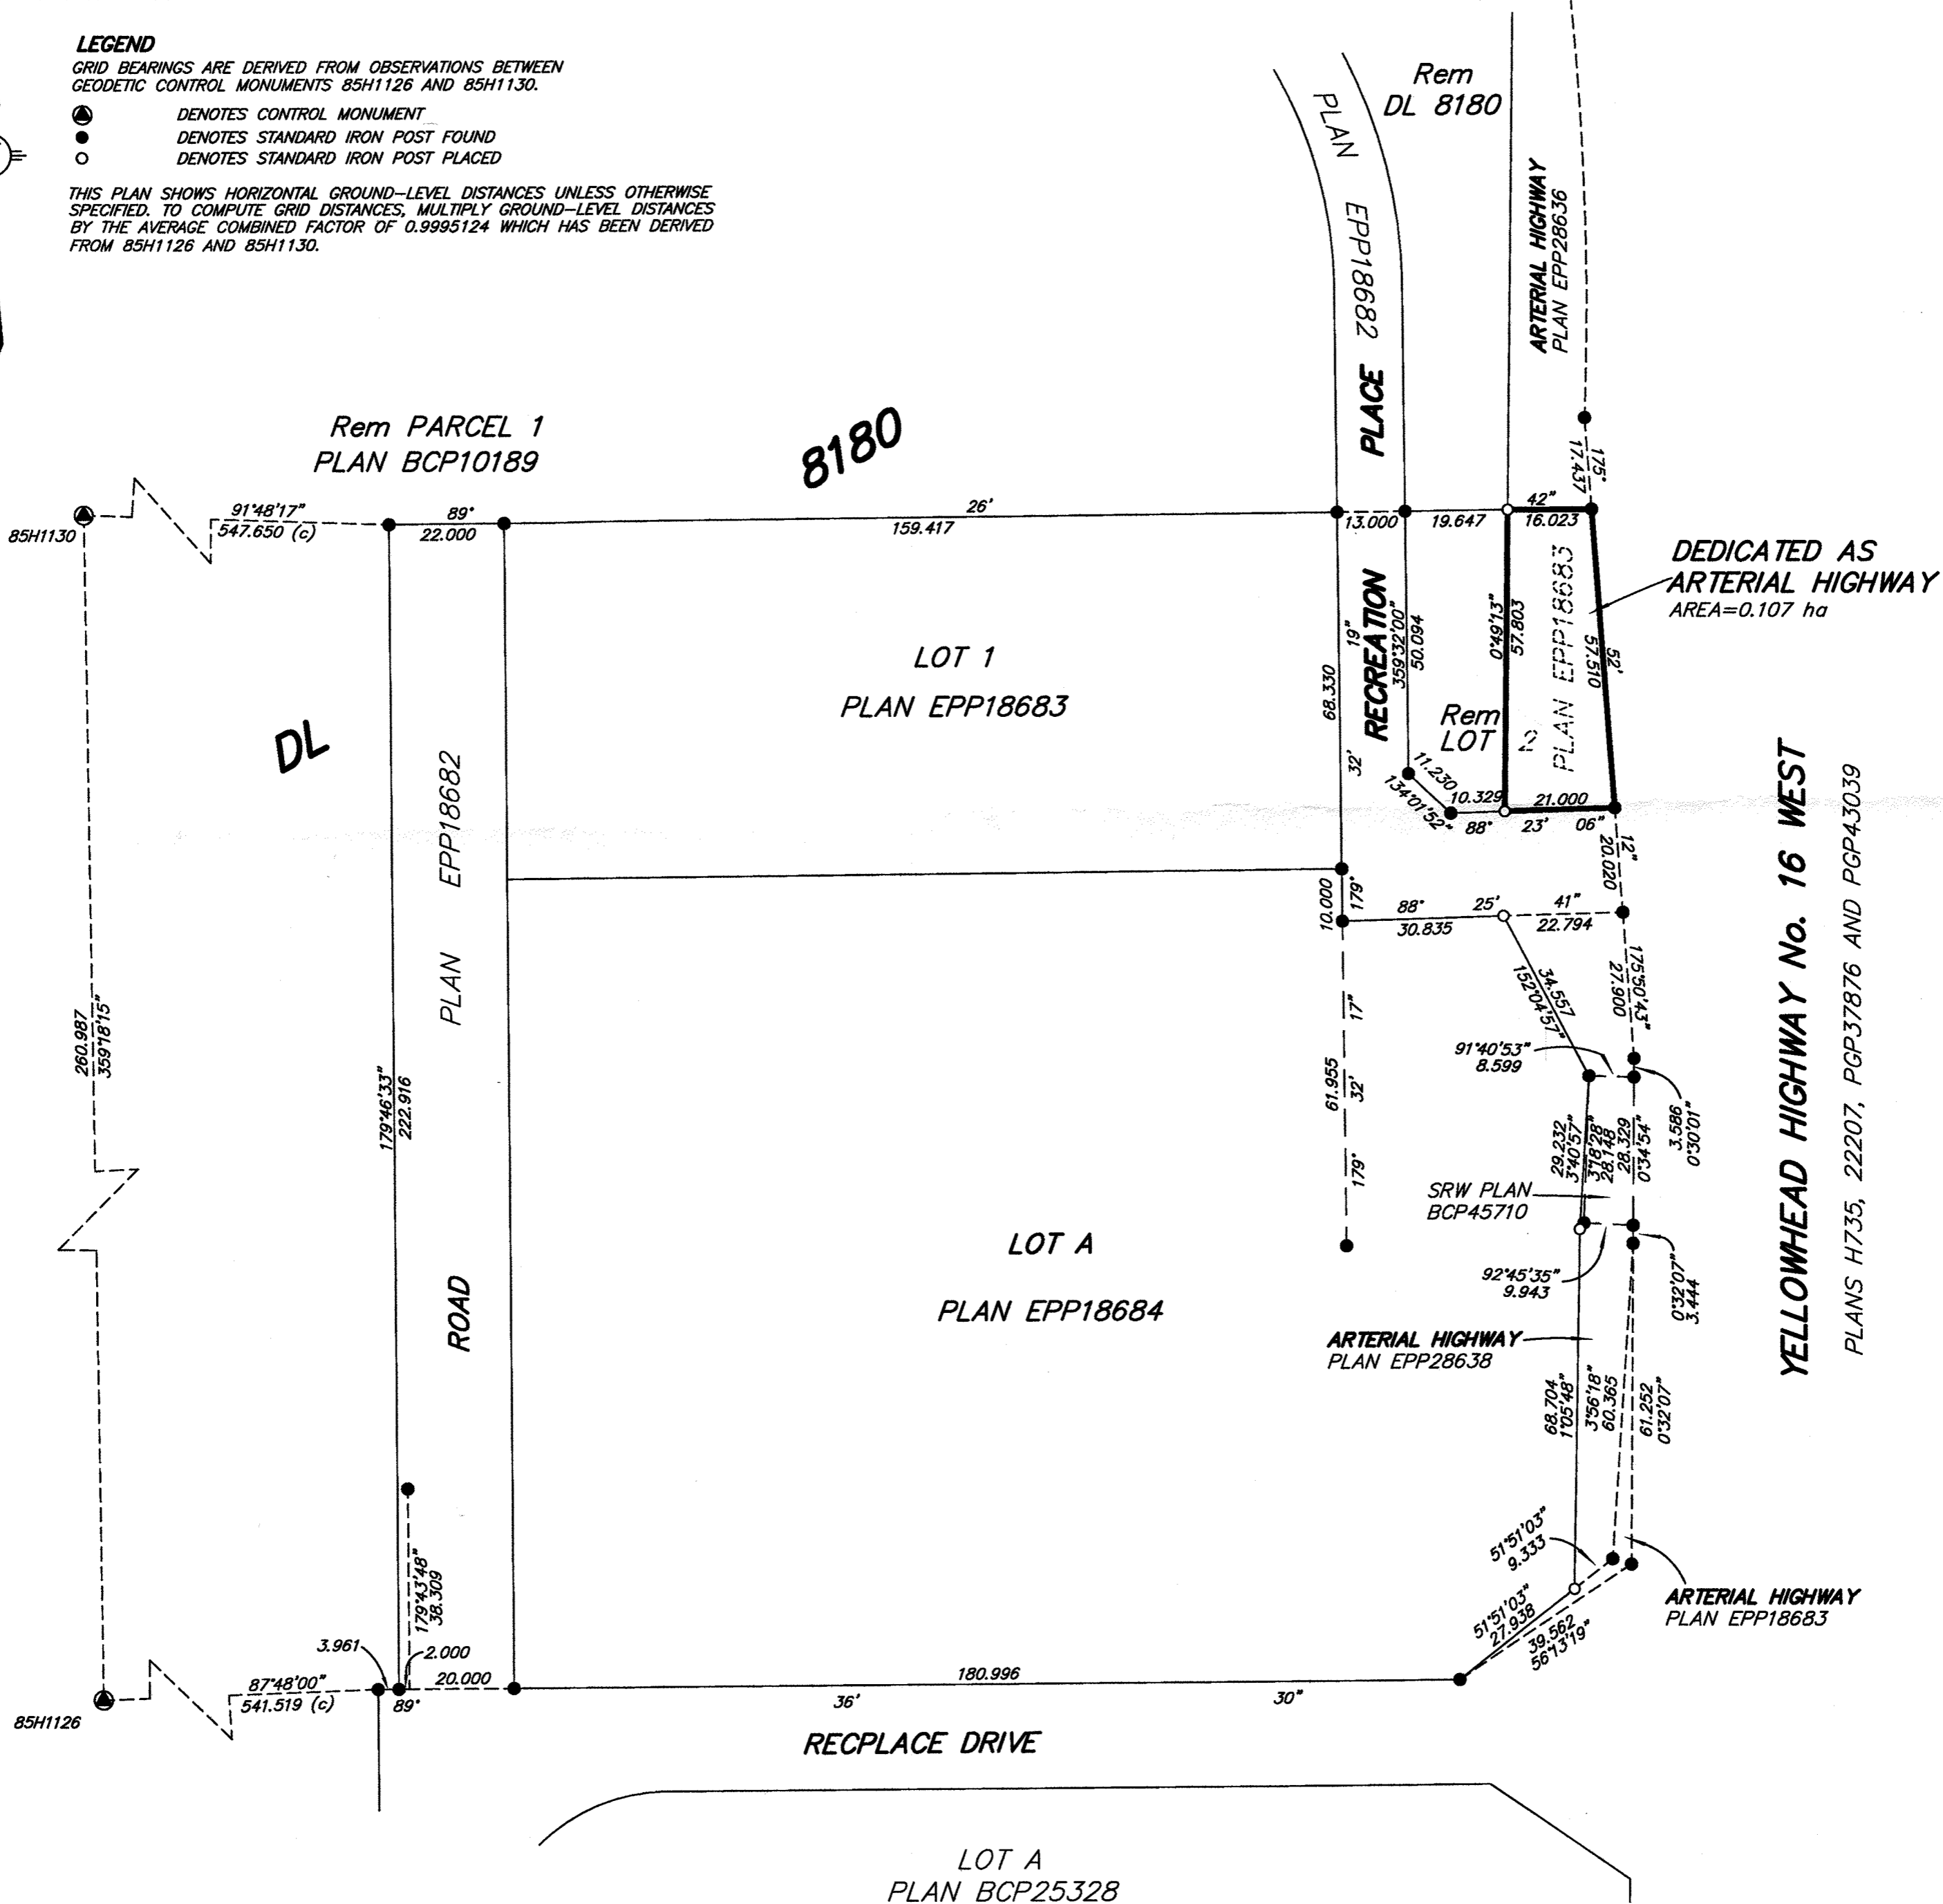 LEGEND
GRID BEARINGS ARE DERIVED FROM OBSERVATIONS BETWEEN
GEODETIC CONTROL MONUMENTS 85H1126 AND 85H1130.
DENOTES CONTROL MONUMENT
DENOTES STANDARD IRON POST FOUND
DENOTES STANDARD IRON POST PLACED
THIS PLAN SHOWS HORIZONTAL GROUND-LEVEL DISTANCES UNLESS OTHERWISE
SPECIFIED. TO COMPUTE GRID DISTANCES, MULTIPLY GROUND-LEVEL DISTANCES
BY THE AVERAGE COMBINED FACTOR OF 0.9995124 WHICH HAS BEEN DERIVED
FROM 85H1126 AND 85H1130.
Rem
DL 8180
PLAN EPP18682
ARTERIAL HIGHWAY
PLAN EPP28636
Rem PARCEL 1
PLAN BCP10189
DL 8180
RECREATION PLACE
175°
17.437
85H1130
91°48'17"
547.650 (c)
89°
22.000
26'
159.417
13.000
19.647
42"
16.023
DEDICATED AS
ARTERIAL HIGHWAY
AREA=0.107 ha
LOT 1
PLAN EPP18683
68.330
19"
32'
359°32'00"
50.094
0°49'13"
57.803
PLAN EPP18683
52'
57.510
Rem
LOT 2
11.230
134°01'52"
10.329
21.000
88°
23'
06"
12"
20.020
10.000
179°
88°
25'
41"
30.835
22.794
175°50'43"
27.900
34.557
152°04'57"
91°40'53"
8.599
3.586
0°30'01"
29.232
3°40'57"
3°18'28"
28.148
28.329
0°34'54"
SRW PLAN
BCP45710
92°45'35"
9.943
0°32'07"
3.444
17"
61.955
32'
179°
260.987
359°18'15"
179°46'33"
222.916
PLAN EPP18682
ROAD
LOT A
PLAN EPP18684
ARTERIAL HIGHWAY
PLAN EPP28638
68.704
1°05'48"
3°56'18"
60.365
61.252
0°32'07"
YELLOWHEAD HIGHWAY No. 16 WEST
PLANS H735, 22207, PGP37876 AND PGP43039
51°51'03"
9.333
51°51'03"
27.938
39.562
56°13'19"
ARTERIAL HIGHWAY
PLAN EPP18683
179°43'48"
38.309
3.961
2.000
85H1126
87°48'00"
541.519 (c)
89°
20.000
180.996
36'
30"
RECPLACE DRIVE
LOT A
PLAN BCP25328